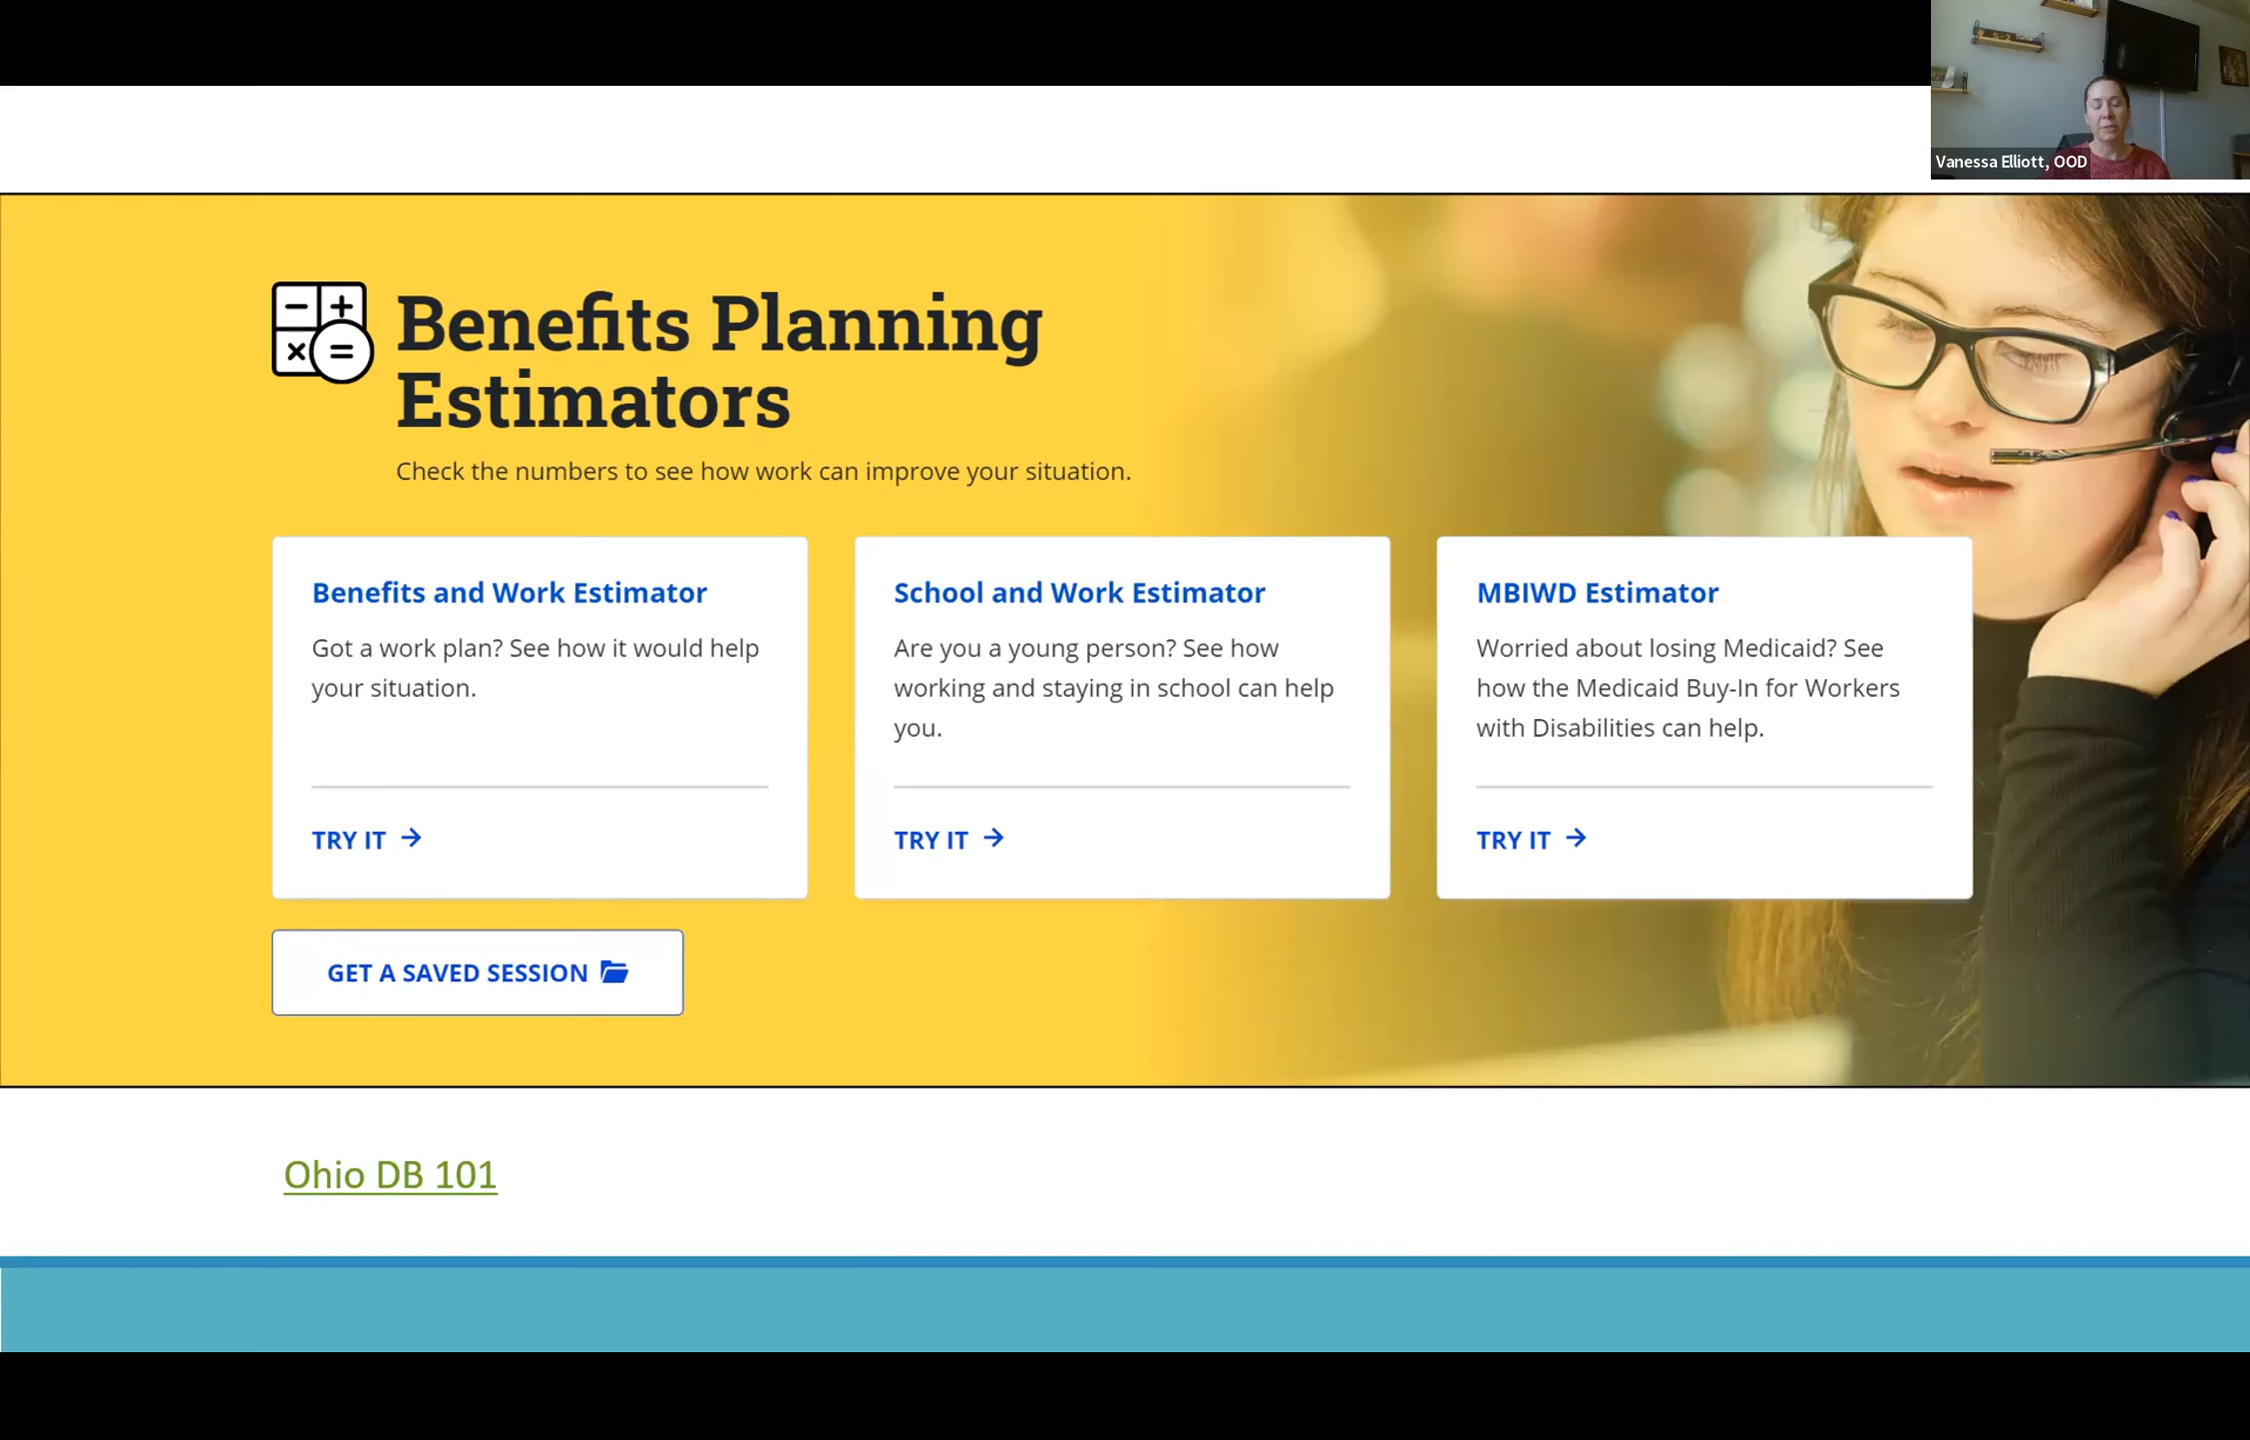 Vanessa Elliott, OOD
Benefits Planning
Estimators
Check the numbers to see how work can improve your situation.
Benefits and Work Estimator
Got a work plan? See how it would help
your situation.
TRY IT →
School and Work Estimator
Are you a young person? See how
working and staying in school can help
you.
TRY IT →
MBIWD Estimator
Worried about losing Medicaid? See
how the Medicaid Buy-In for Workers
with Disabilities can help.
TRY IT →
GET A SAVED SESSION
Ohio DB 101